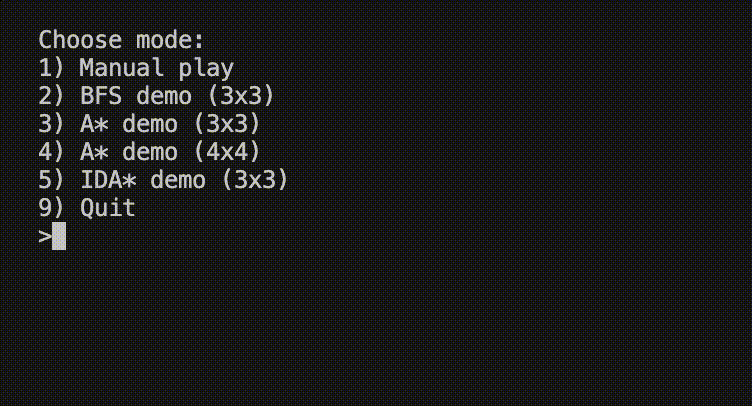 Choose mode:
1) Manual play
2) BFS demo (3x3)
3) A* demo (3x3)
4) A* demo (4x4)
5) IDA* demo (3x3)
9) Quit
>